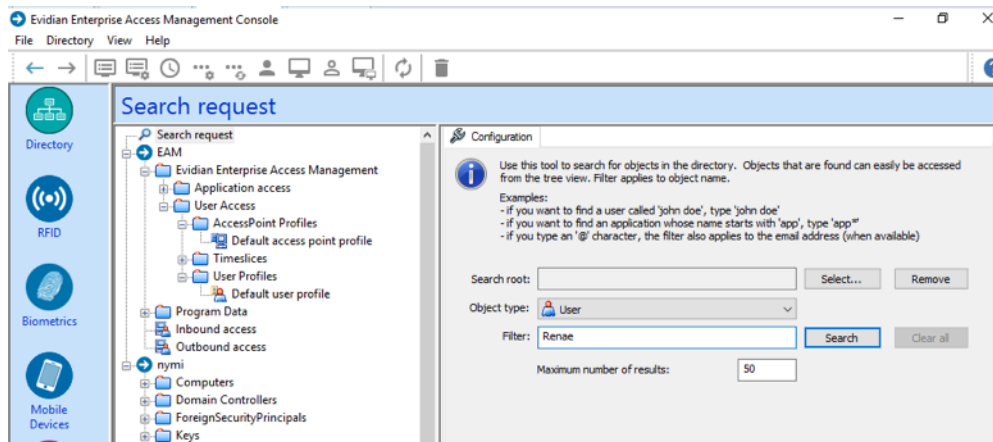 Evidian Enterprise Access Management Console
File Directory View Help
Search request
Directory
RFID
Biometrics
Mobile
Devices
Search request
EAM
Evidian Enterprise Access Management
Application access
User Access
AccessPoint Profiles
Default access point profile
Timeslices
User Profiles
Default user profile
Program Data
Inbound access
Outbound access
nymi
Computers
Domain Controllers
ForeignSecurityPrincipals
Keys
Configuration
Use this tool to search for objects in the directory. Objects that are found can easily be accessed
from the tree view. Filter applies to object name.
Examples:
- if you want to find a user called 'john doe', type 'john doe'
- if you want to find an application whose name starts with 'app', type 'app*'
- if you type an '@' character, the filter also applies to the email address (when available)
Search root: Select... Remove
Object type: User
Filter: Renae Search Clear all
Maximum number of results: 50